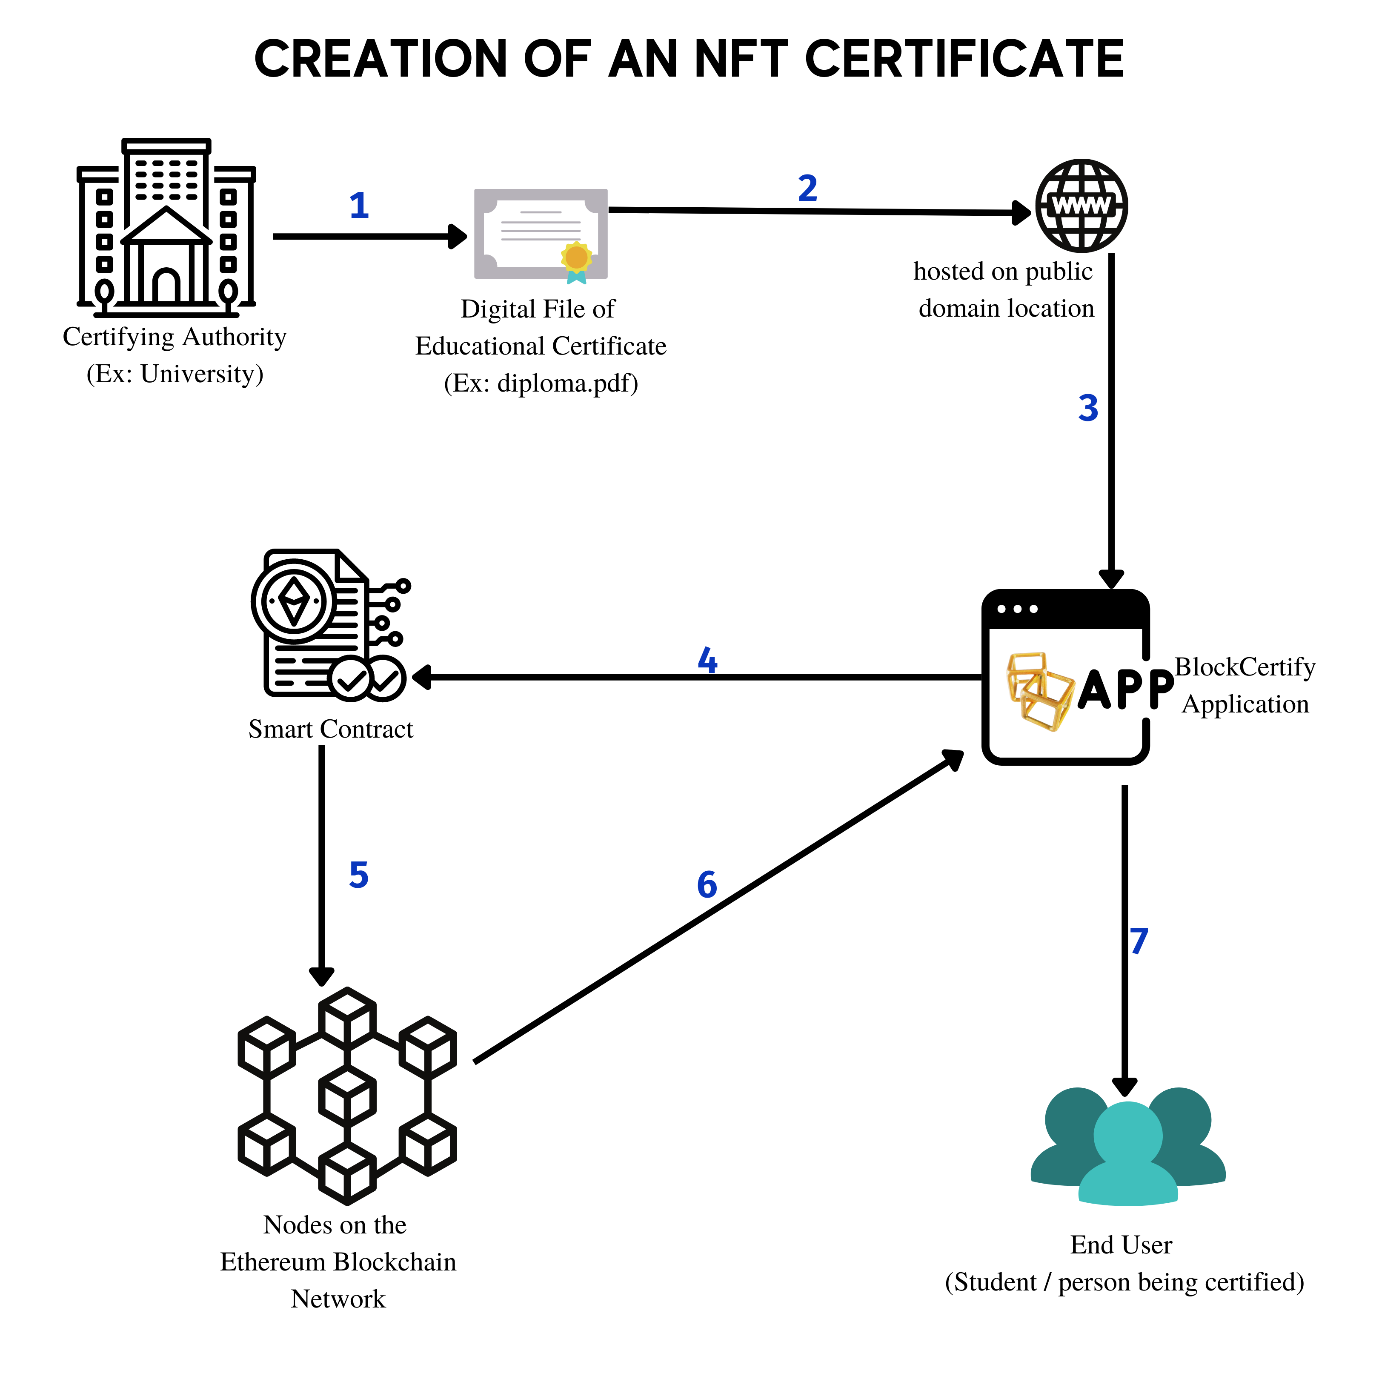 CREATION OF AN NFT CERTIFICATE
1
2
WWW
Certifying Authority
(Ex: University)
Digital File of
Educational Certificate
(Ex: diploma.pdf)
hosted on public
domain location
3
4
APP
BlockCertify
Application
Smart Contract
5
6
7
Nodes on the
Ethereum Blockchain
Network
End User
(Student / person being certified)